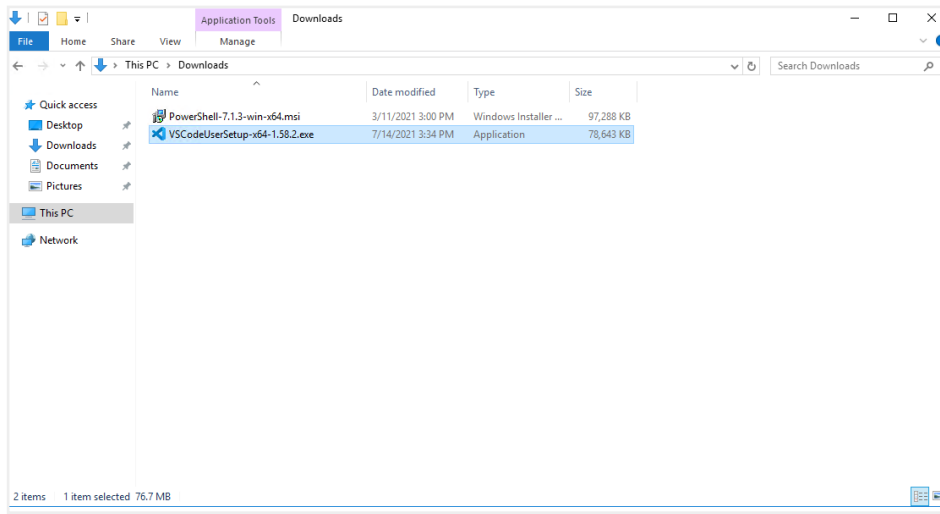 Application Tools Downloads
File Home Share View Manage
This PC > Downloads
Search Downloads
Name Date modified Type Size
Quick access
Desktop
Downloads
Documents
Pictures
This PC
Network
PowerShell-7.1.3-win-x64.msi 3/11/2021 3:00 PM Windows Installer ... 97,288 KB
VSCodeUserSetup-x64-1.58.2.exe 7/14/2021 3:34 PM Application 78,643 KB
2 items 1 item selected 76.7 MB